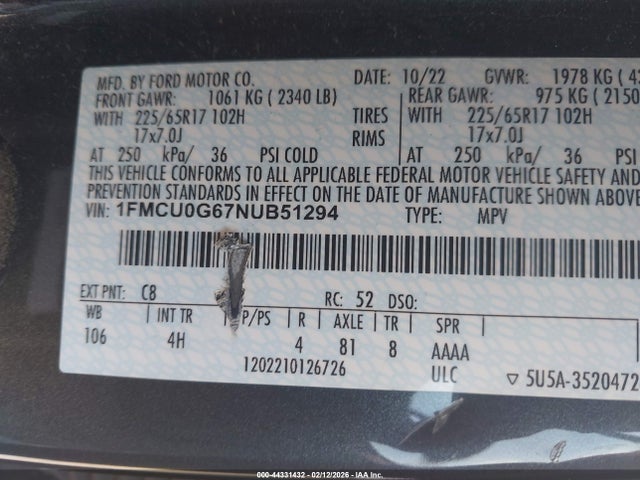 MFD. BY FORD MOTOR CO. DATE: 10/22 GVWR: 1978 KG
FRONT GAWR: 1061 KG ( 2340 LB) REAR GAWR: 975 KG ( 2150
WITH 225/65R17 102H TIRES WITH 225/65R17 102H
17x7.0J RIMS 17x7.0J
AT 250 kPa/ 36 PSI COLD AT 250 kPa/ 36
THIS VEHICLE CONFORMS TO ALL APPLICABLE FEDERAL MOTOR VEHICLE SAFETY
PREVENTION STANDARDS IN EFFECT ON THE DATE OF MANUFACTURE SHOWN
VIN: 1FMCU0G67NUB51294 TYPE: MPV
EXT PNT: C8 RC: 52 DSO:
WB INT TR P/PS R AXLE TR SPR
106 4H 4 81 8 AAAA
1202210126726 ULC ▽ 5U5A-3520472
000-44331432 - 02/12/2026 - IAA Inc.